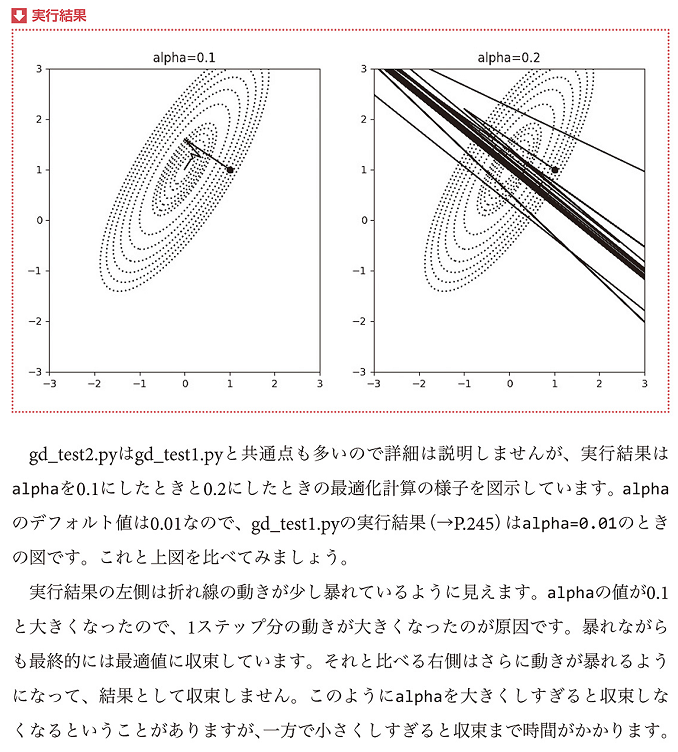 実行結果
alpha=0.1
alpha=0.2
3
2
1
0
−1
−2
−3
−3 −2 −1 0 1 2 3
3
2
1
0
−1
−2
−3
−3 −2 −1 0 1 2 3
gd_test2.pyはgd_test1.pyと共通点も多いので詳細は説明しませんが、実行結果は
alphaを0.1にしたときと0.2にしたときの最適化計算の様子を図示しています。alpha
のデフォルト値は0.01なので、gd_test1.pyの実行結果（→P.245）はalpha=0.01のとき
の図です。これと上図を比べてみましょう。
実行結果の左側は折れ線の動きが少し暴れているように見えます。alphaの値が0.1
と大きくなったので、1ステップ分の動きが大きくなったのが原因です。暴れながら
も最終的には最適値に収束しています。それと比べる右側はさらに動きが暴れるよう
になって、結果として収束しません。このようにalphaを大きくしすぎると収束しな
くなるということがありますが、一方で小さくしすぎると収束まで時間がかかります。